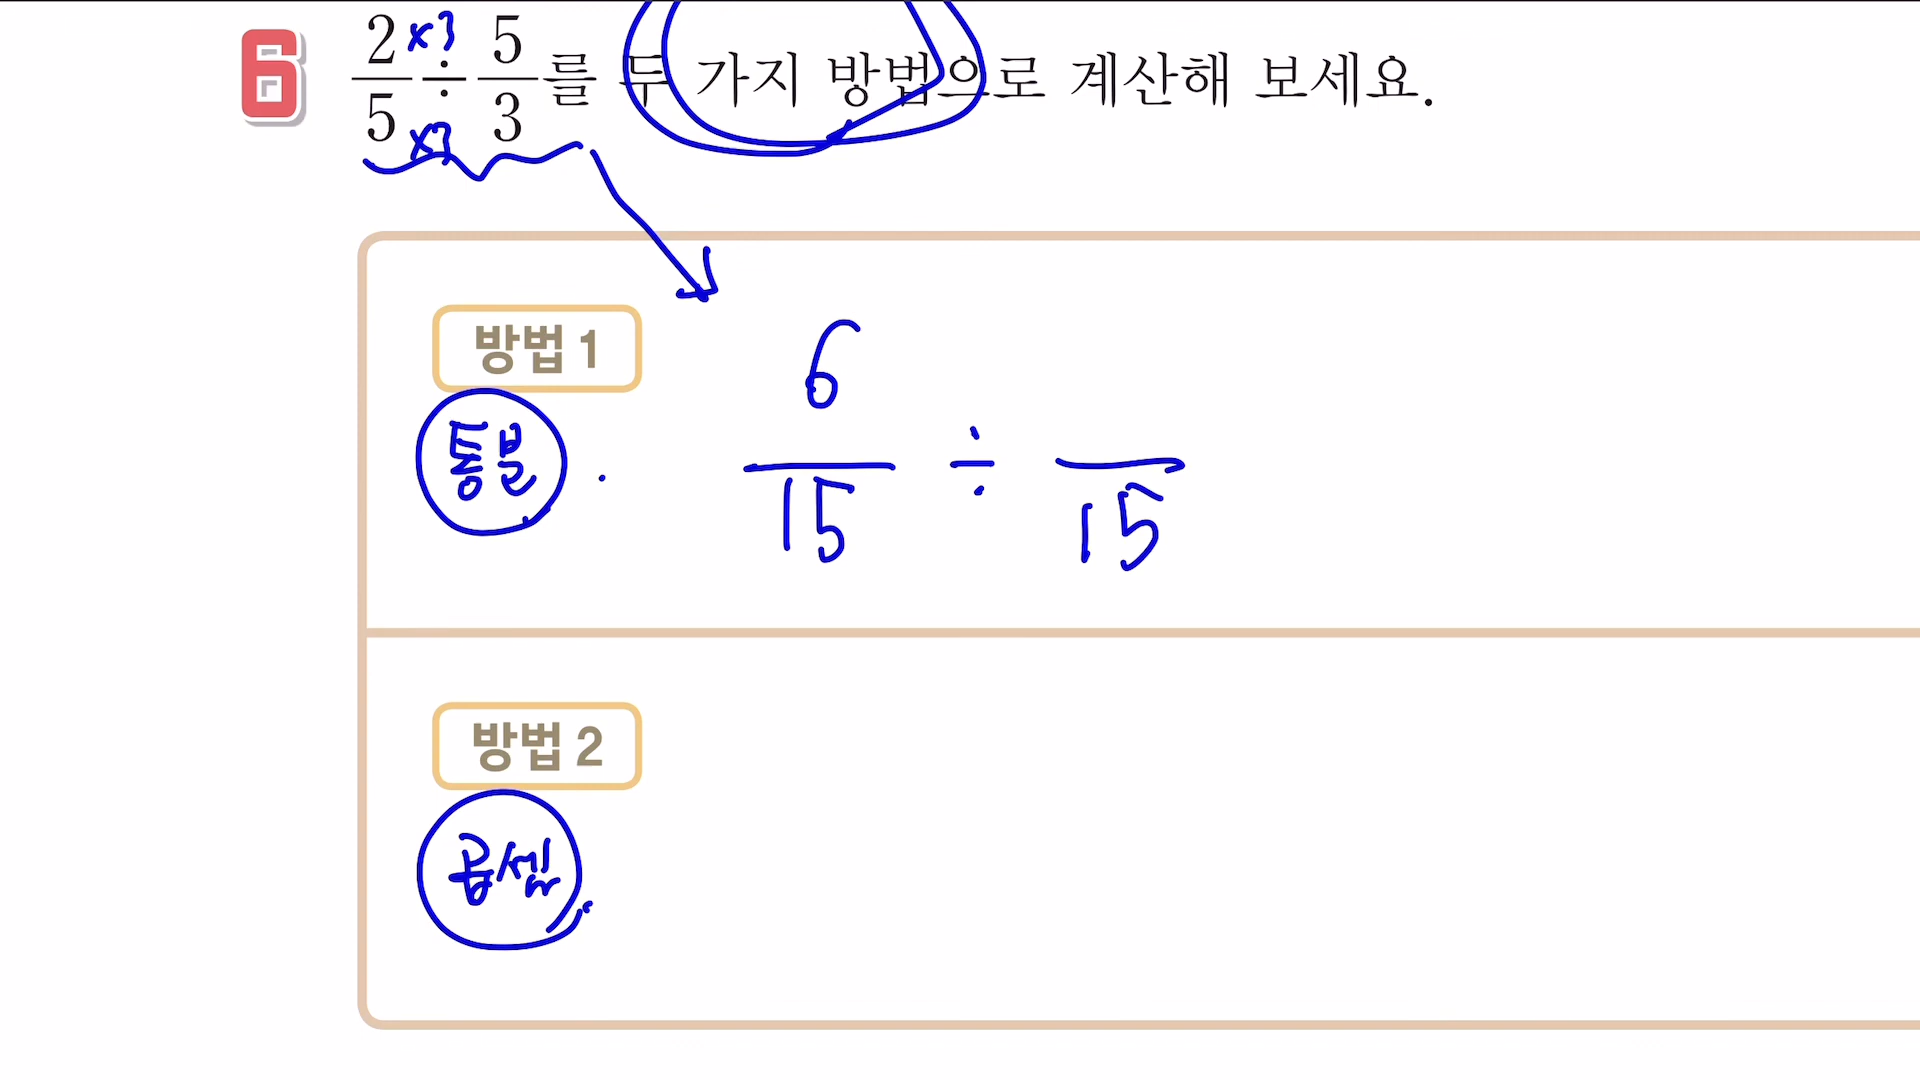 6 2/5 ÷ 5/3를 두 가지 방법으로 계산해 보세요.
×3
×3
방법 1
통분
6/15 ÷ /15
방법 2
곱셈